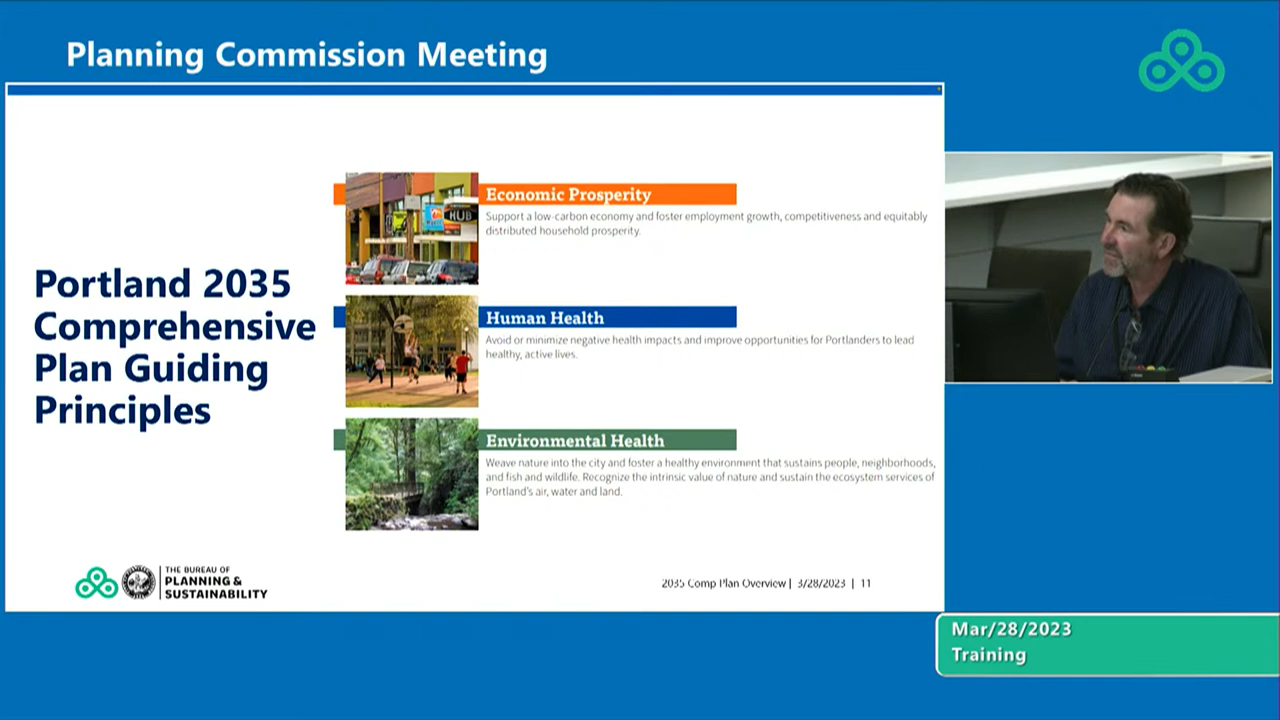 Planning Commission Meeting
Portland 2035
Comprehensive
Plan Guiding
Principles
HUB
Economic Prosperity
Support a low-carbon economy and foster employment growth, competitiveness and equitably
distributed household prosperity.
Human Health
Avoid or minimize negative health impacts and improve opportunities for Portlanders to lead
healthy, active lives.
Environmental Health
Weave nature into the city and foster a healthy environment that sustains people, neighborhoods,
and fish and wildlife. Recognize the intrinsic value of nature and sustain the ecosystem services of
Portland's air, water and land.
THE BUREAU OF
PLANNING &
SUSTAINABILITY
2035 Comp Plan Overview | 3/28/2023 | 11
Mar/28/2023
Training